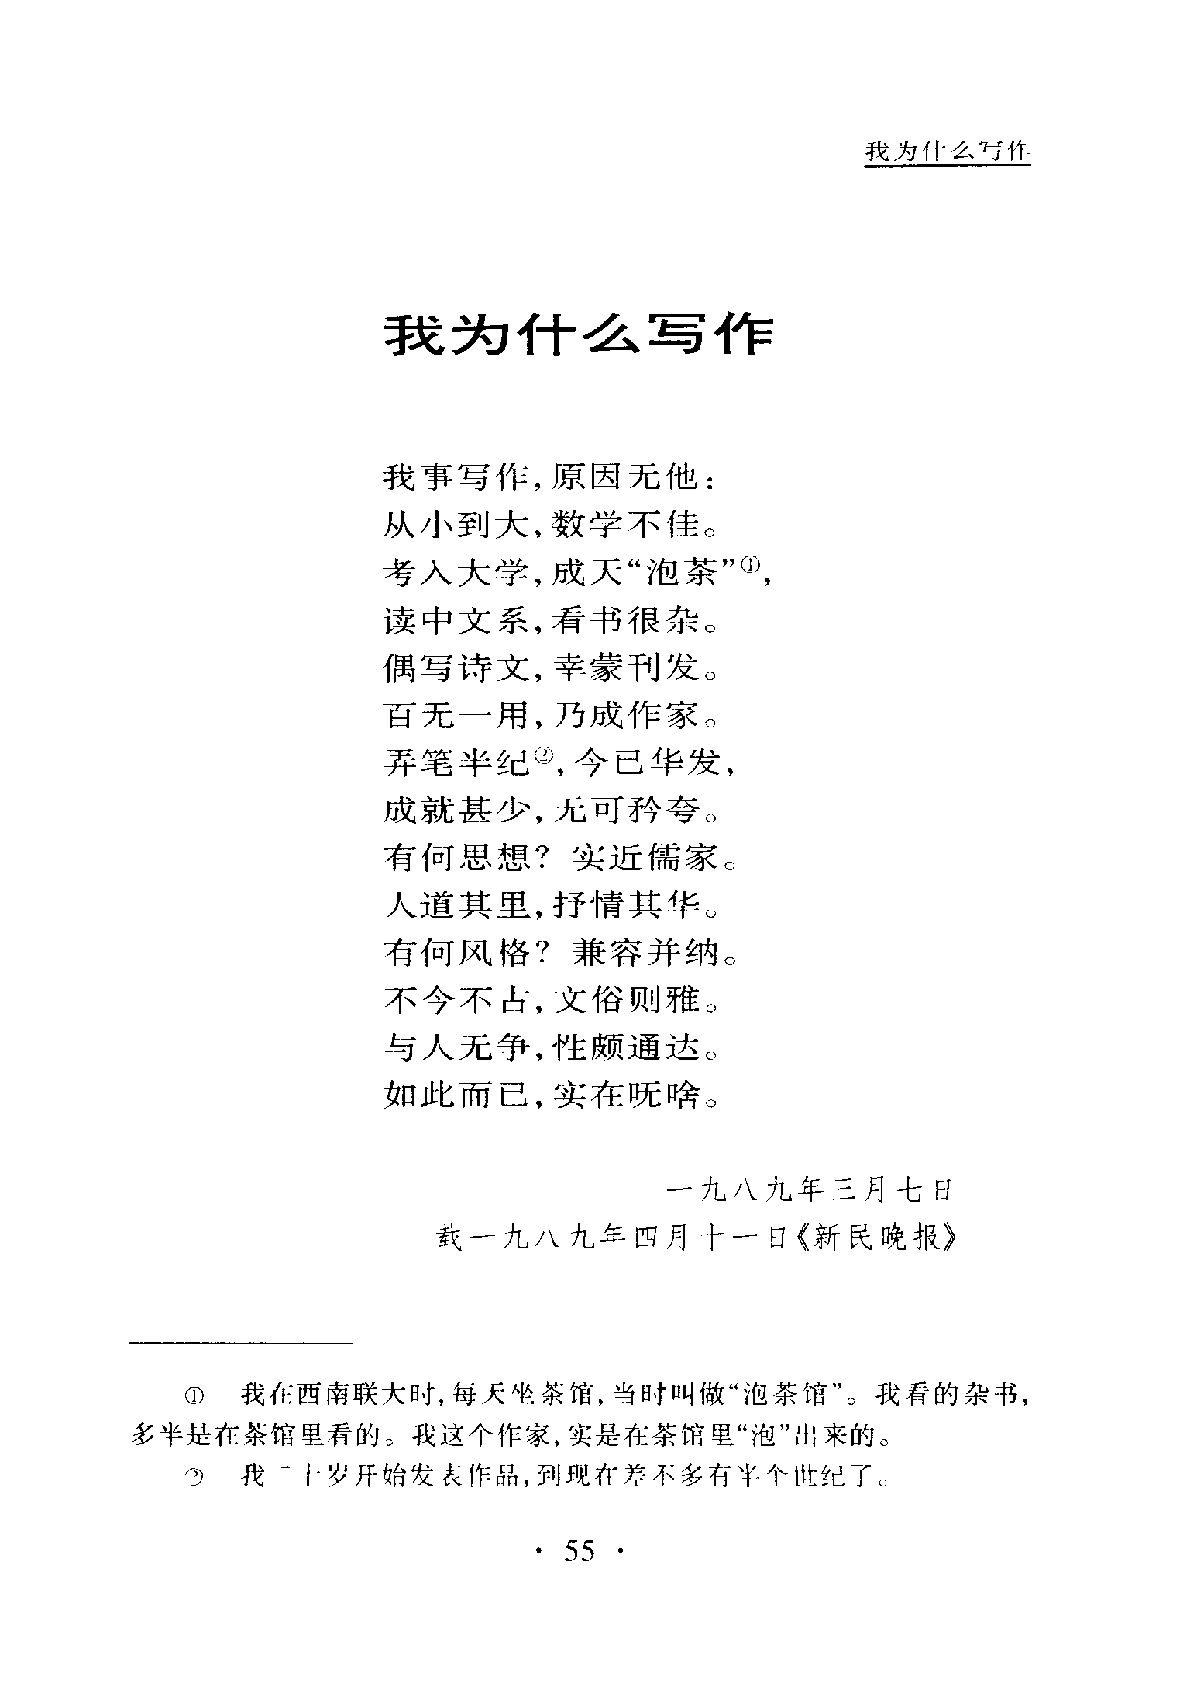 我为什么写作
我为什么写作
我事写作,原因无他:
从小到大,数学不佳。
考入大学,成天“泡茶”①,
读中文系,看书很杂。
偶写诗文,幸蒙刊发。
百无一用,乃成作家。
弄笔半纪②,今已华发,
成就甚少,无可矜夸。
有何思想? 实近儒家。
人道其里,抒情其华。
有何风格? 兼容并纳。
不今不古,文俗则雅。
与人无争,性颇通达。
如此而已,实在呒啥。
一九八九年三月七日
载一九八九年四月十一日《新民晚报》
① 我在西南联大时,每天坐茶馆,当时叫做“泡茶馆”。我看的杂书,
多半是在茶馆里看的。我这个作家,实是在茶馆里“泡”出来的。
② 我二十岁开始发表作品,到现在差不多有半个世纪了。
· 55 ·